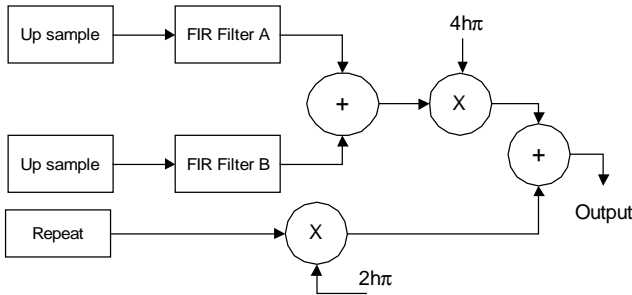 4hπ
Up sample
FIR Filter A
+
X
Up sample
FIR Filter B
+
Output
Repeat
X
2hπ